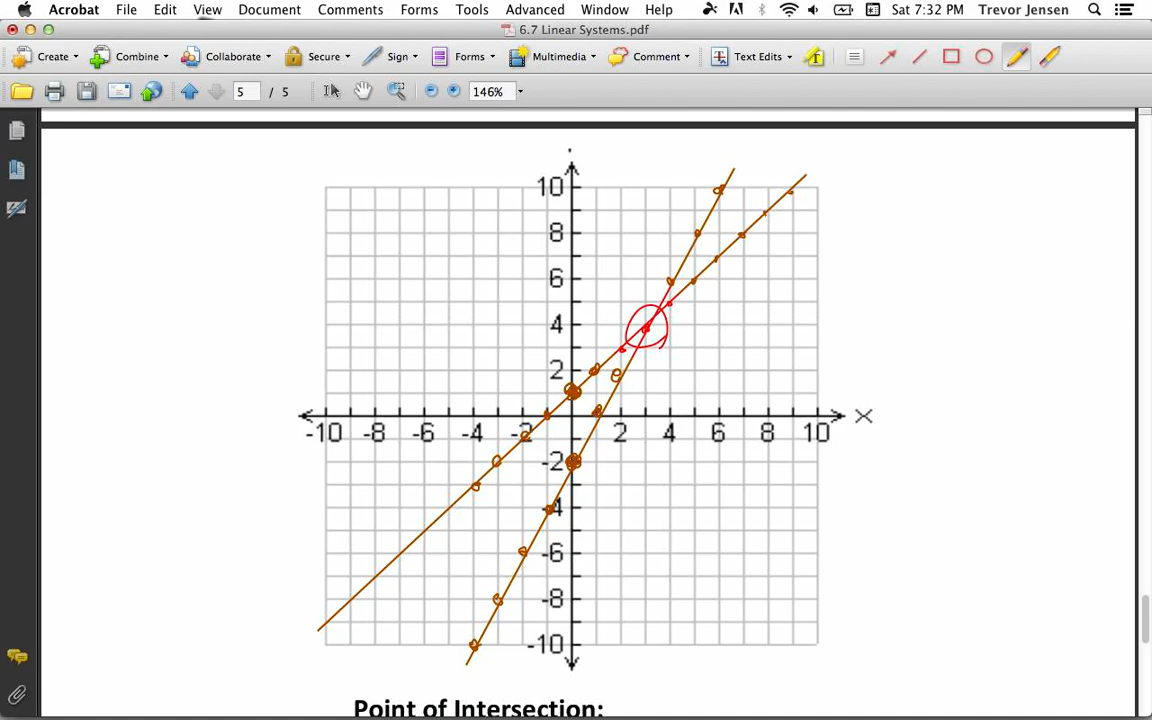 Acrobat File Edit View Document Comments Forms Tools Advanced Window Help Sat 7:32 PM Trevor Jensen
6.7 Linear Systems.pdf
Create Combine Collaborate Secure Sign Forms Multimedia Comment Text Edits
5 / 5 146%
10
8
6
4
2
-10 -8 -6 -4 -2 2 4 6 8 10 X
-2
-4
-6
-8
-10
Point of Intersection: